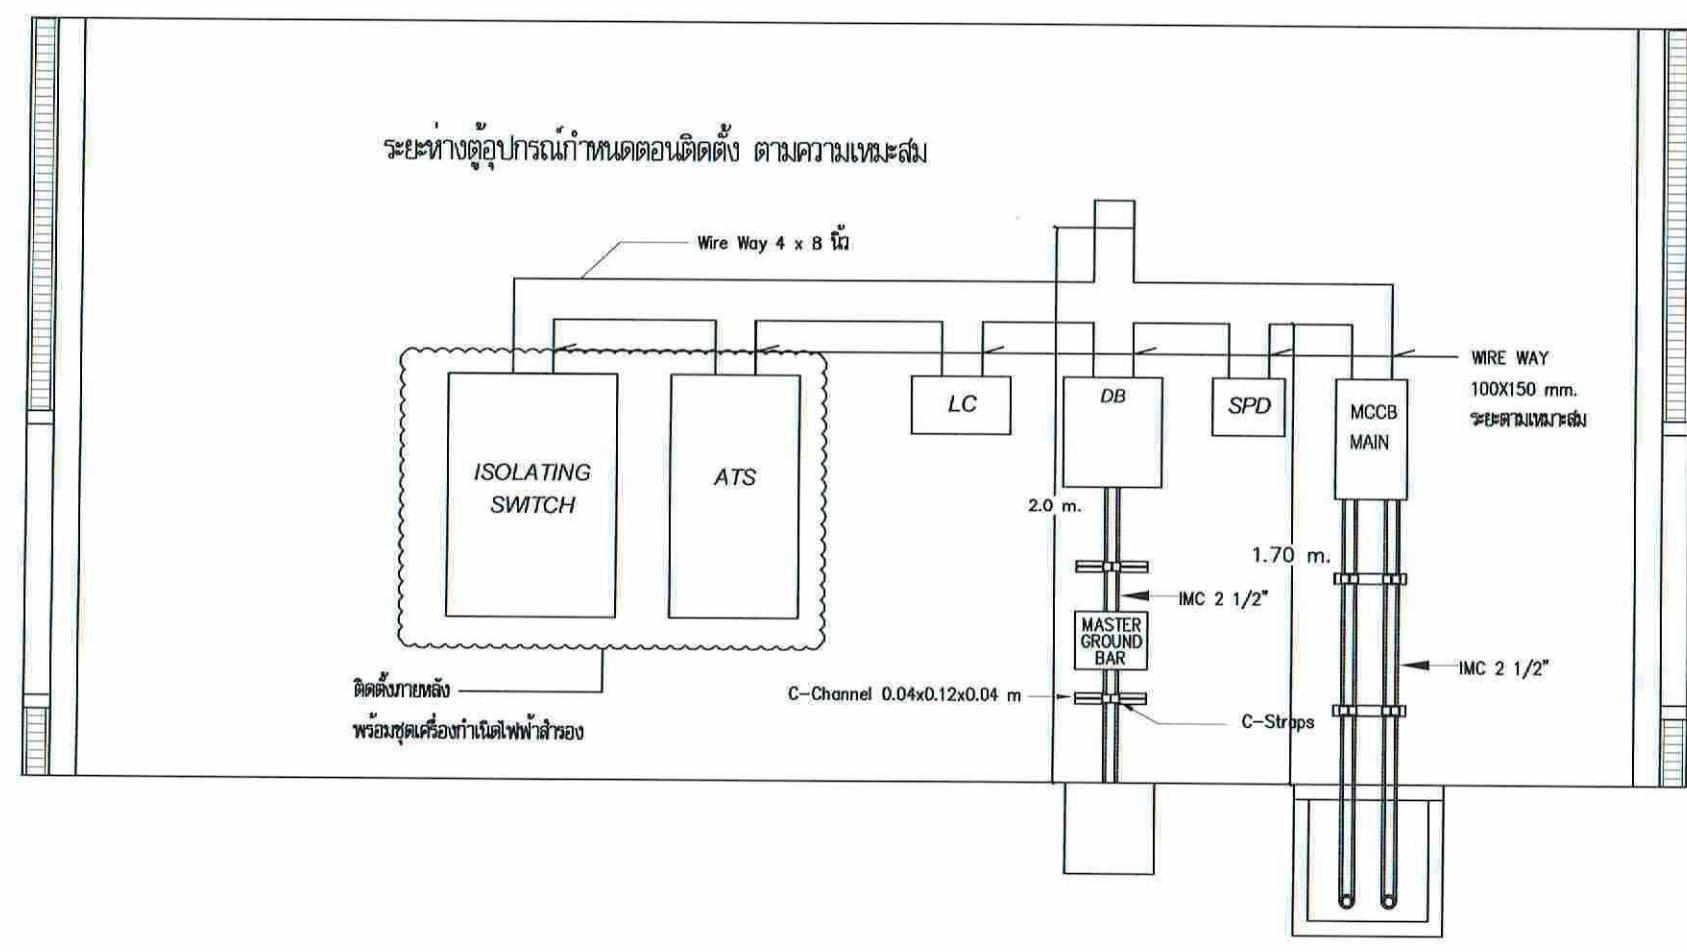 ระยะห่างตู้อุปกรณ์กำหนดตอนติดตั้ง ตามความเหมะสม
Wire Way 4 x 8 นิ้ว
WIRE WAY
100X150 mm.
ระยะตามเหมาะสม
LC
DB
SPD
MCCB
MAIN
ISOLATING
SWITCH
ATS
2.0 m.
1.70 m.
IMC 2 1/2"
MASTER
GROUND
BAR
IMC 2 1/2"
ติดตั้งภายหลัง
พร้อมชุดเครื่องกำเนิดไฟฟ้าสำรอง
C-Channel 0.04x0.12x0.04 m
C-Straps